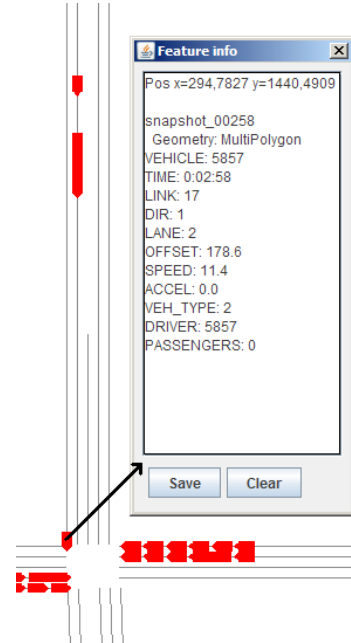 Feature info
Pos x=294,7827 y=1440,4909
snapshot_00258
Geometry: MultiPolygon
VEHICLE: 5857
TIME: 0:02:58
LINK: 17
DIR: 1
LANE: 2
OFFSET: 178.6
SPEED: 11.4
ACCEL: 0.0
VEH_TYPE: 2
DRIVER: 5857
PASSENGERS: 0
Save Clear